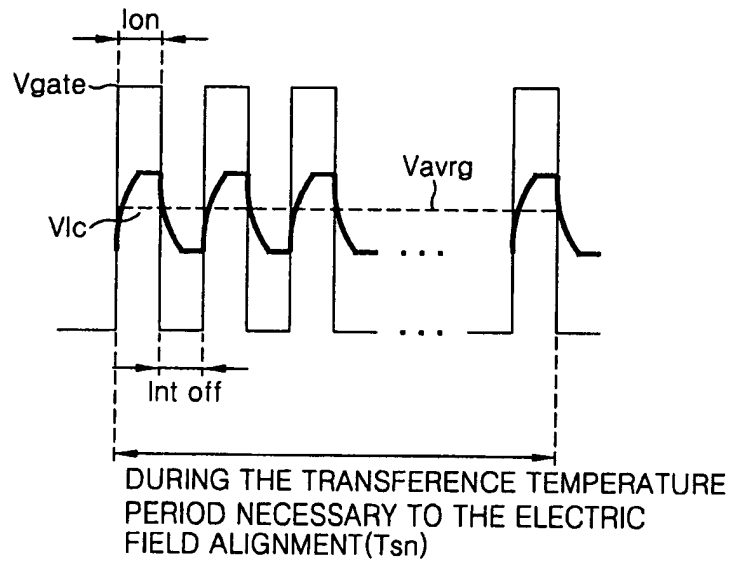 Ion
Vgate
Vavrg
Vlc
. . .
. . .
Int off
DURING THE TRANSFERENCE TEMPERATURE
PERIOD NECESSARY TO THE ELECTRIC
FIELD ALIGNMENT(Tsn)